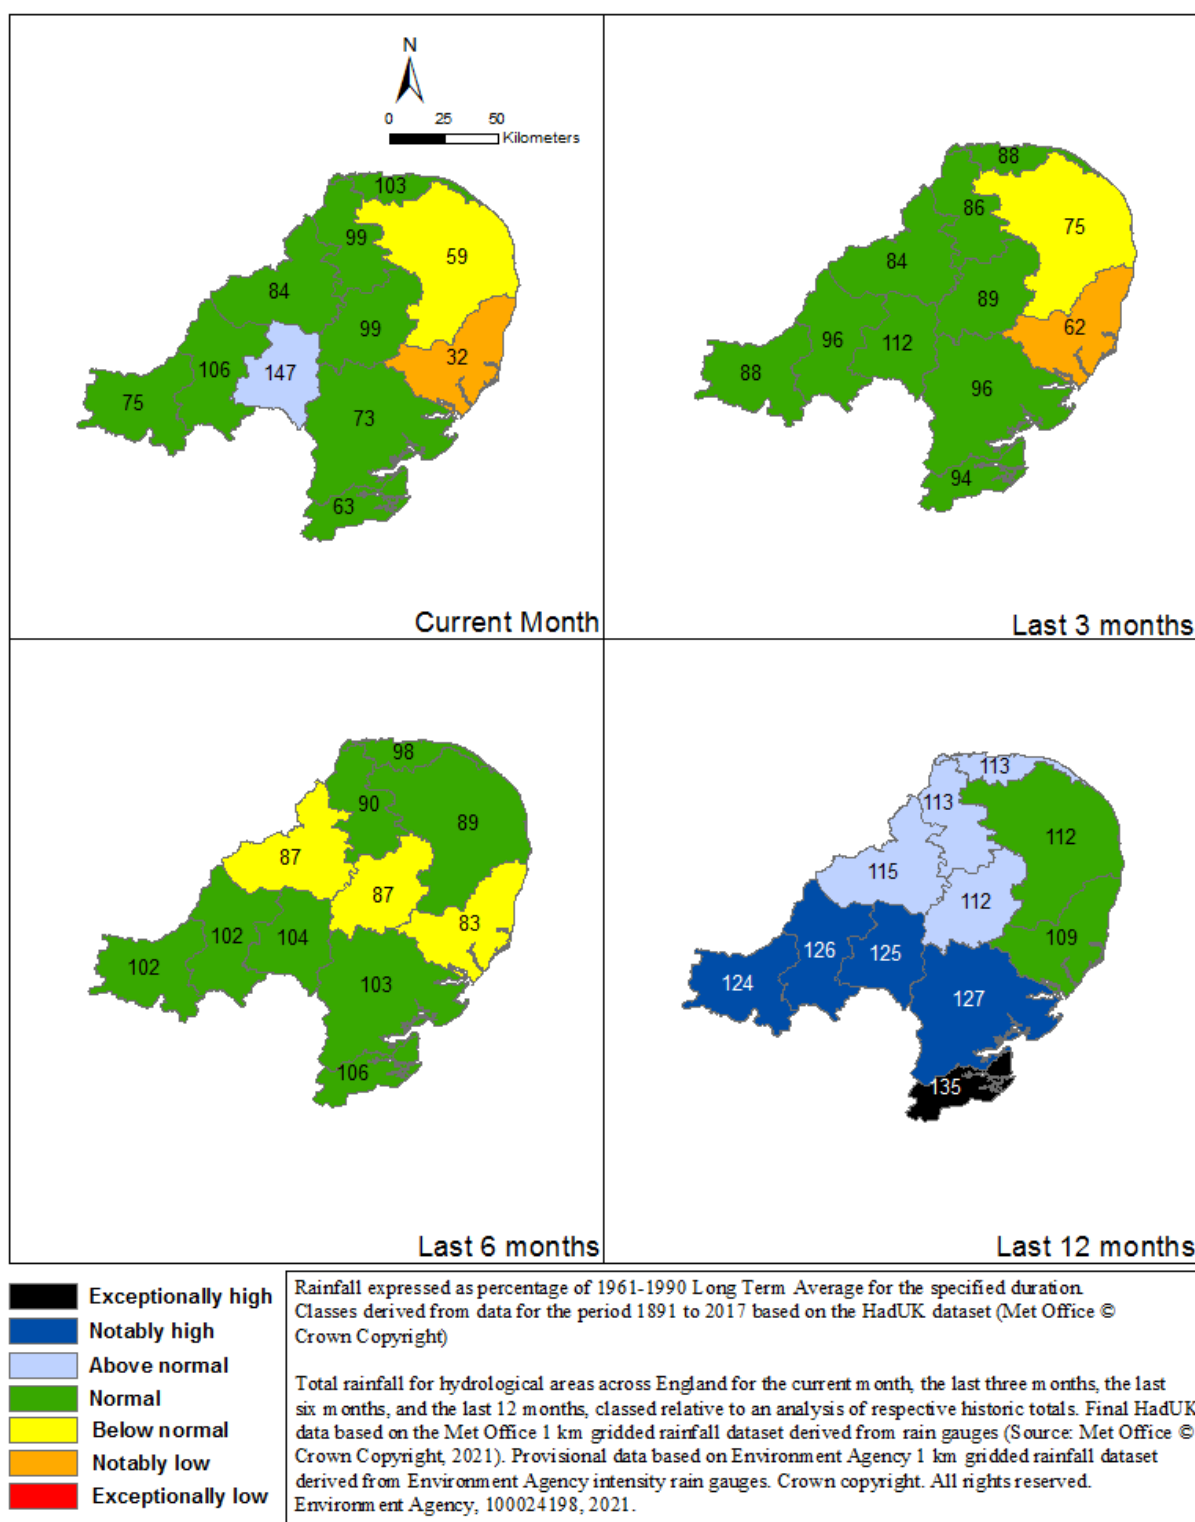 N
0 25 50
Kilometers
103
99
59
84
99
32
106
147
75
73
63
Current Month
88
86
75
84
89
62
96
112
88
96
94
Last 3 months
98
90
89
87
87
83
102
104
102
103
106
Last 6 months
113
113
112
115
112
109
126
125
124
127
135
Last 12 months
Exceptionally high
Notably high
Above normal
Normal
Below normal
Notably low
Exceptionally low
Rainfall expressed as percentage of 1961-1990 Long Term Average for the specified duration.
Classes derived from data for the period 1891 to 2017 based on the HadUK dataset (Met Office ©
Crown Copyright)
Total rainfall for hydrological areas across England for the current month, the last three months, the last
six months, and the last 12 months, classed relative to an analysis of respective historic totals. Final HadUK
data based on the Met Office 1 km gridded rainfall dataset derived from rain gauges (Source: Met Office ©
Crown Copyright, 2021). Provisional data based on Environment Agency 1 km gridded rainfall dataset
derived from Environment Agency intensity rain gauges. Crown copyright. All rights reserved.
Environment Agency, 100024198, 2021.